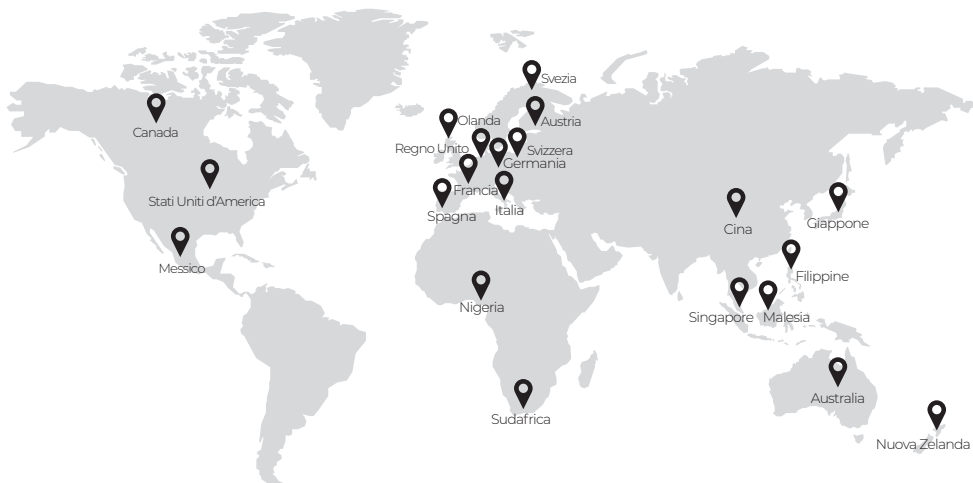 Svezia
Canada
Olanda
Austria
Regno Unito
Svizzera
Germania
Francia
Stati Uniti d'America
Spagna
Italia
Giappone
Cina
Messico
Filippine
Nigeria
Singapore
Malesia
Australia
Sudafrica
Nuova Zelanda